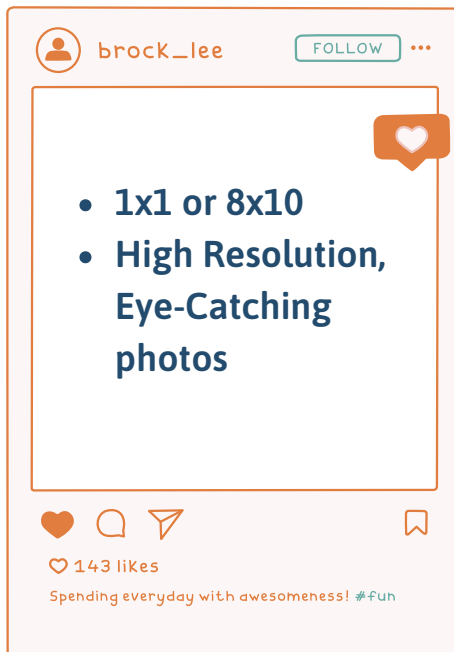 brock_lee
FOLLOW
• 1x1 or 8x10
• High Resolution,
Eye-Catching
photos
143 likes
Spending everyday with awesomeness! #fun